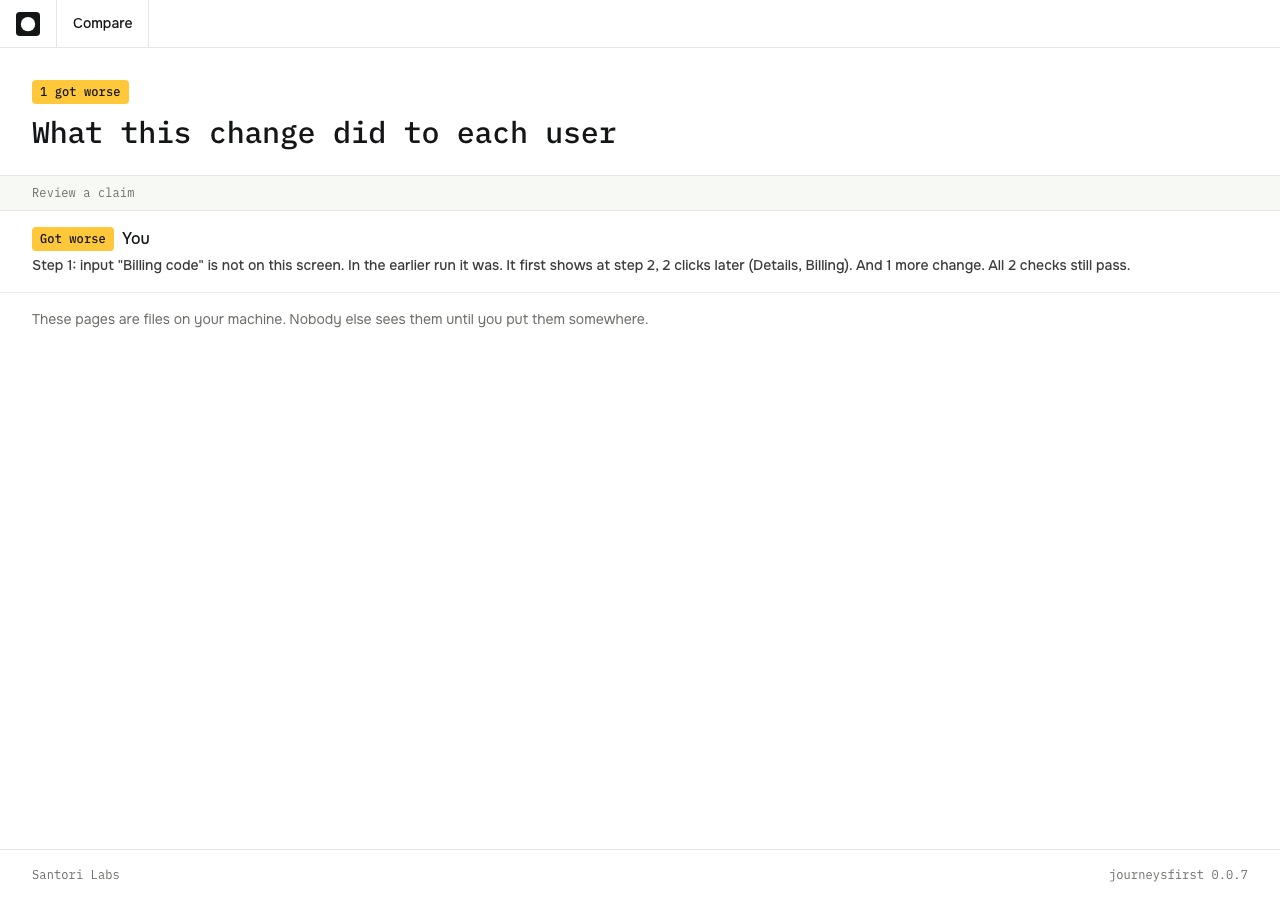 Compare
1 got worse
What this change did to each user
Review a claim
Got worse You
Step 1: input "Billing code" is not on this screen. In the earlier run it was. It first shows at step 2, 2 clicks later (Details, Billing). And 1 more change. All 2 checks still pass.
These pages are files on your machine. Nobody else sees them until you put them somewhere.
Santori Labs
journeysfirst 0.0.7